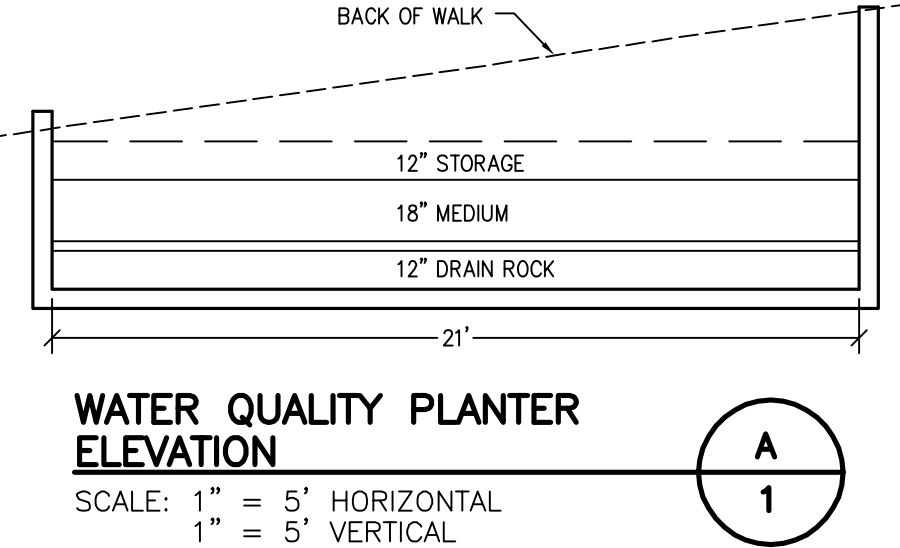 BACK OF WALK
12" STORAGE
18" MEDIUM
12" DRAIN ROCK
21'
WATER QUALITY PLANTER
ELEVATION
A
1
SCALE: 1" = 5' HORIZONTAL
1" = 5' VERTICAL